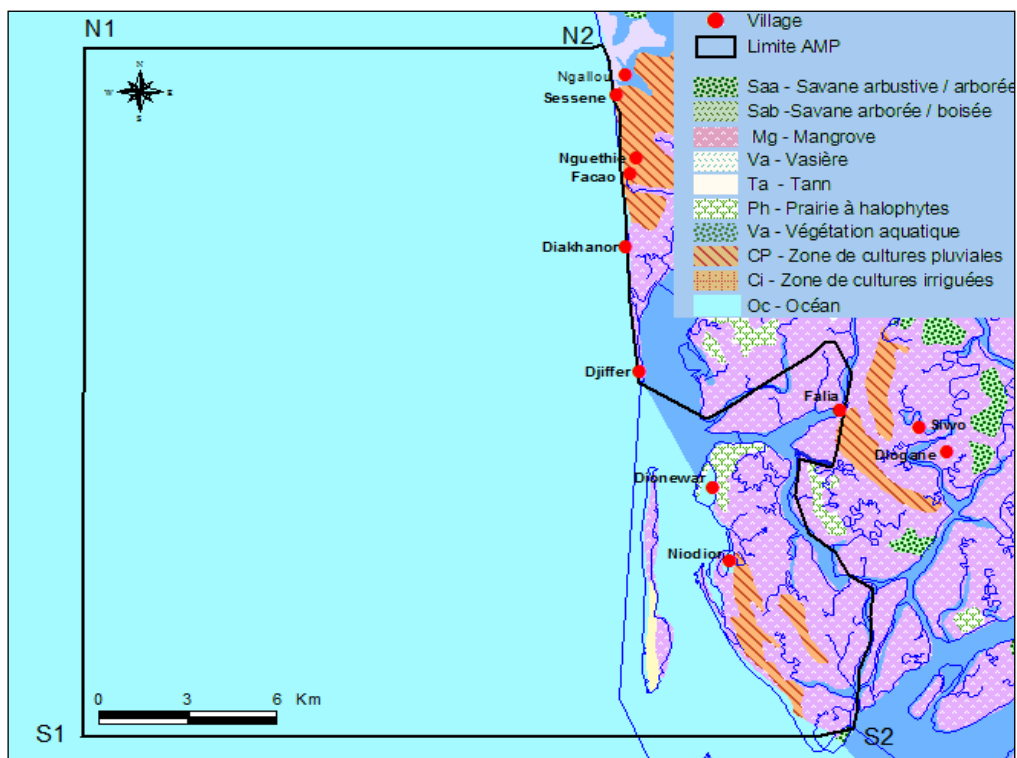 N1
N2
N
W
E
S
Ngallou
Sessene
Nguethie
Facao
Diakhanor
Djiffer
Falia
Siwo
Diogane
Dionewar
Niodior
0 3 6 Km
S1
S2
Village
Limite AMP
Saa - Savane arbustive / arborée
Sab -Savane arborée / boisée
Mg - Mangrove
Va - Vasière
Ta - Tann
Ph - Prairie à halophytes
Va - Végétation aquatique
CP - Zone de cultures pluviales
Ci - Zone de cultures irriguées
Oc - Océan